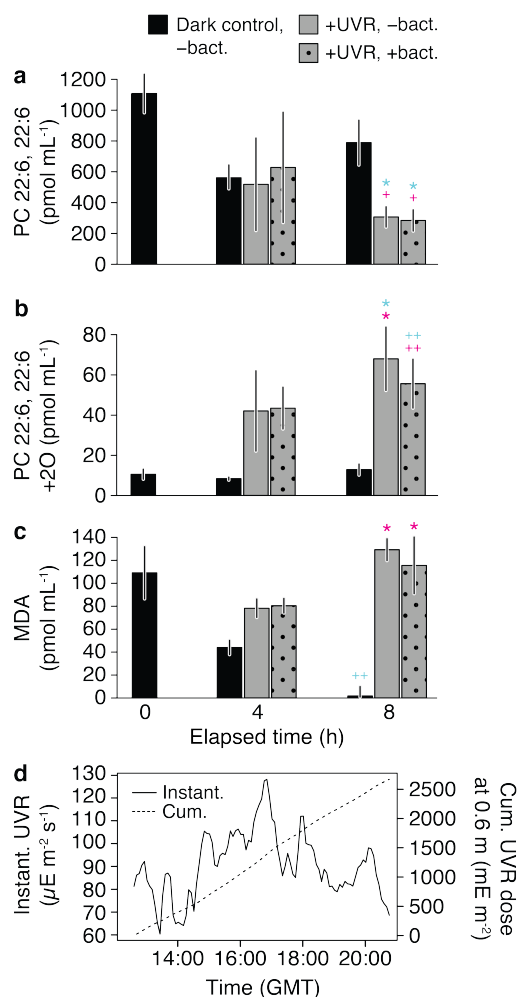 Dark control,
–bact.
+UVR, –bact.
+UVR, +bact.
a
PC 22:6, 22:6
(pmol mL-1)
1200
1000
800
600
400
200
0
*
+
*
+
b
PC 22:6, 22:6
+2O (pmol mL-1)
80
60
40
20
0
*
*
++
++
c
MDA
(pmol mL-1)
140
120
100
80
60
40
20
0
++
*
*
0 4 8
Elapsed time (h)
d
Instant. UVR
(µE m-2 s-1)
130
120
110
100
90
80
70
60
Instant.
Cum.
2500
2000
1500
1000
500
0
Cum. UVR dose
at 0.6 m (mE m-2)
14:00 16:00 18:00 20:00
Time (GMT)